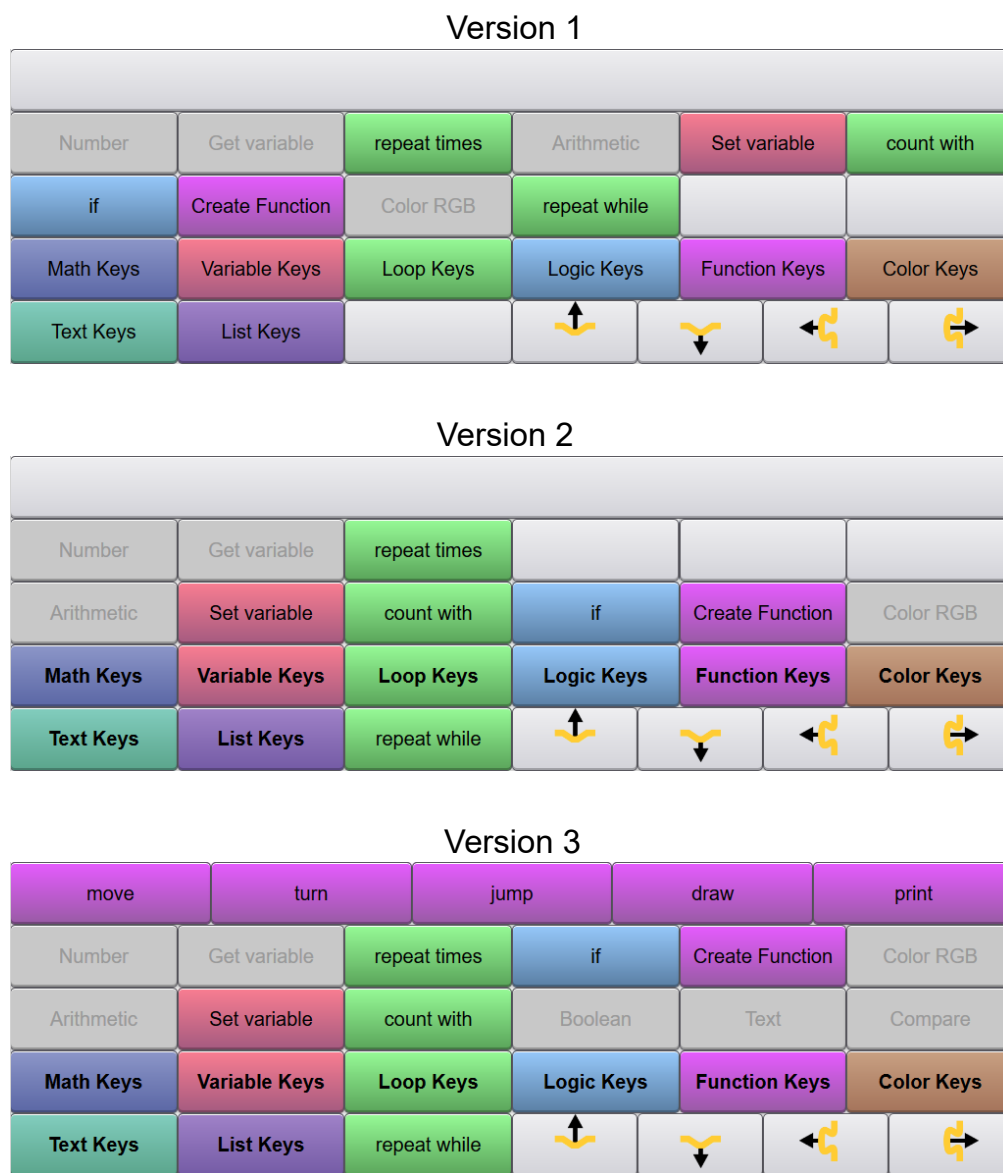 Version 1
Number Get variable repeat times Arithmetic Set variable count with
if Create Function Color RGB repeat while
Math Keys Variable Keys Loop Keys Logic Keys Function Keys Color Keys
Text Keys List Keys
Version 2
Number Get variable repeat times
Arithmetic Set variable count with if Create Function Color RGB
Math Keys Variable Keys Loop Keys Logic Keys Function Keys Color Keys
Text Keys List Keys repeat while
Version 3
move turn jump draw print
Number Get variable repeat times if Create Function Color RGB
Arithmetic Set variable count with Boolean Text Compare
Math Keys Variable Keys Loop Keys Logic Keys Function Keys Color Keys
Text Keys List Keys repeat while